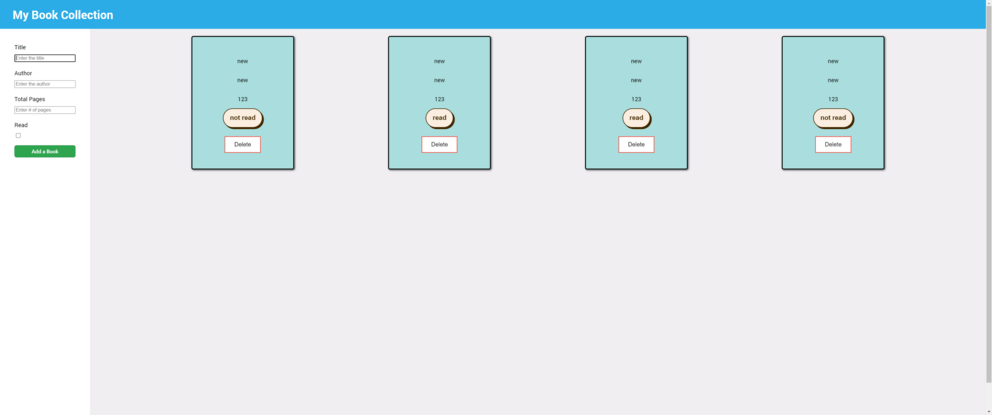 My Book Collection
Title
Enter the title
Author
Enter the author
Total Pages
Enter # of pages
Read
Add a Book
new
new
123
not read
Delete
new
new
123
read
Delete
new
new
123
read
Delete
new
new
123
not read
Delete